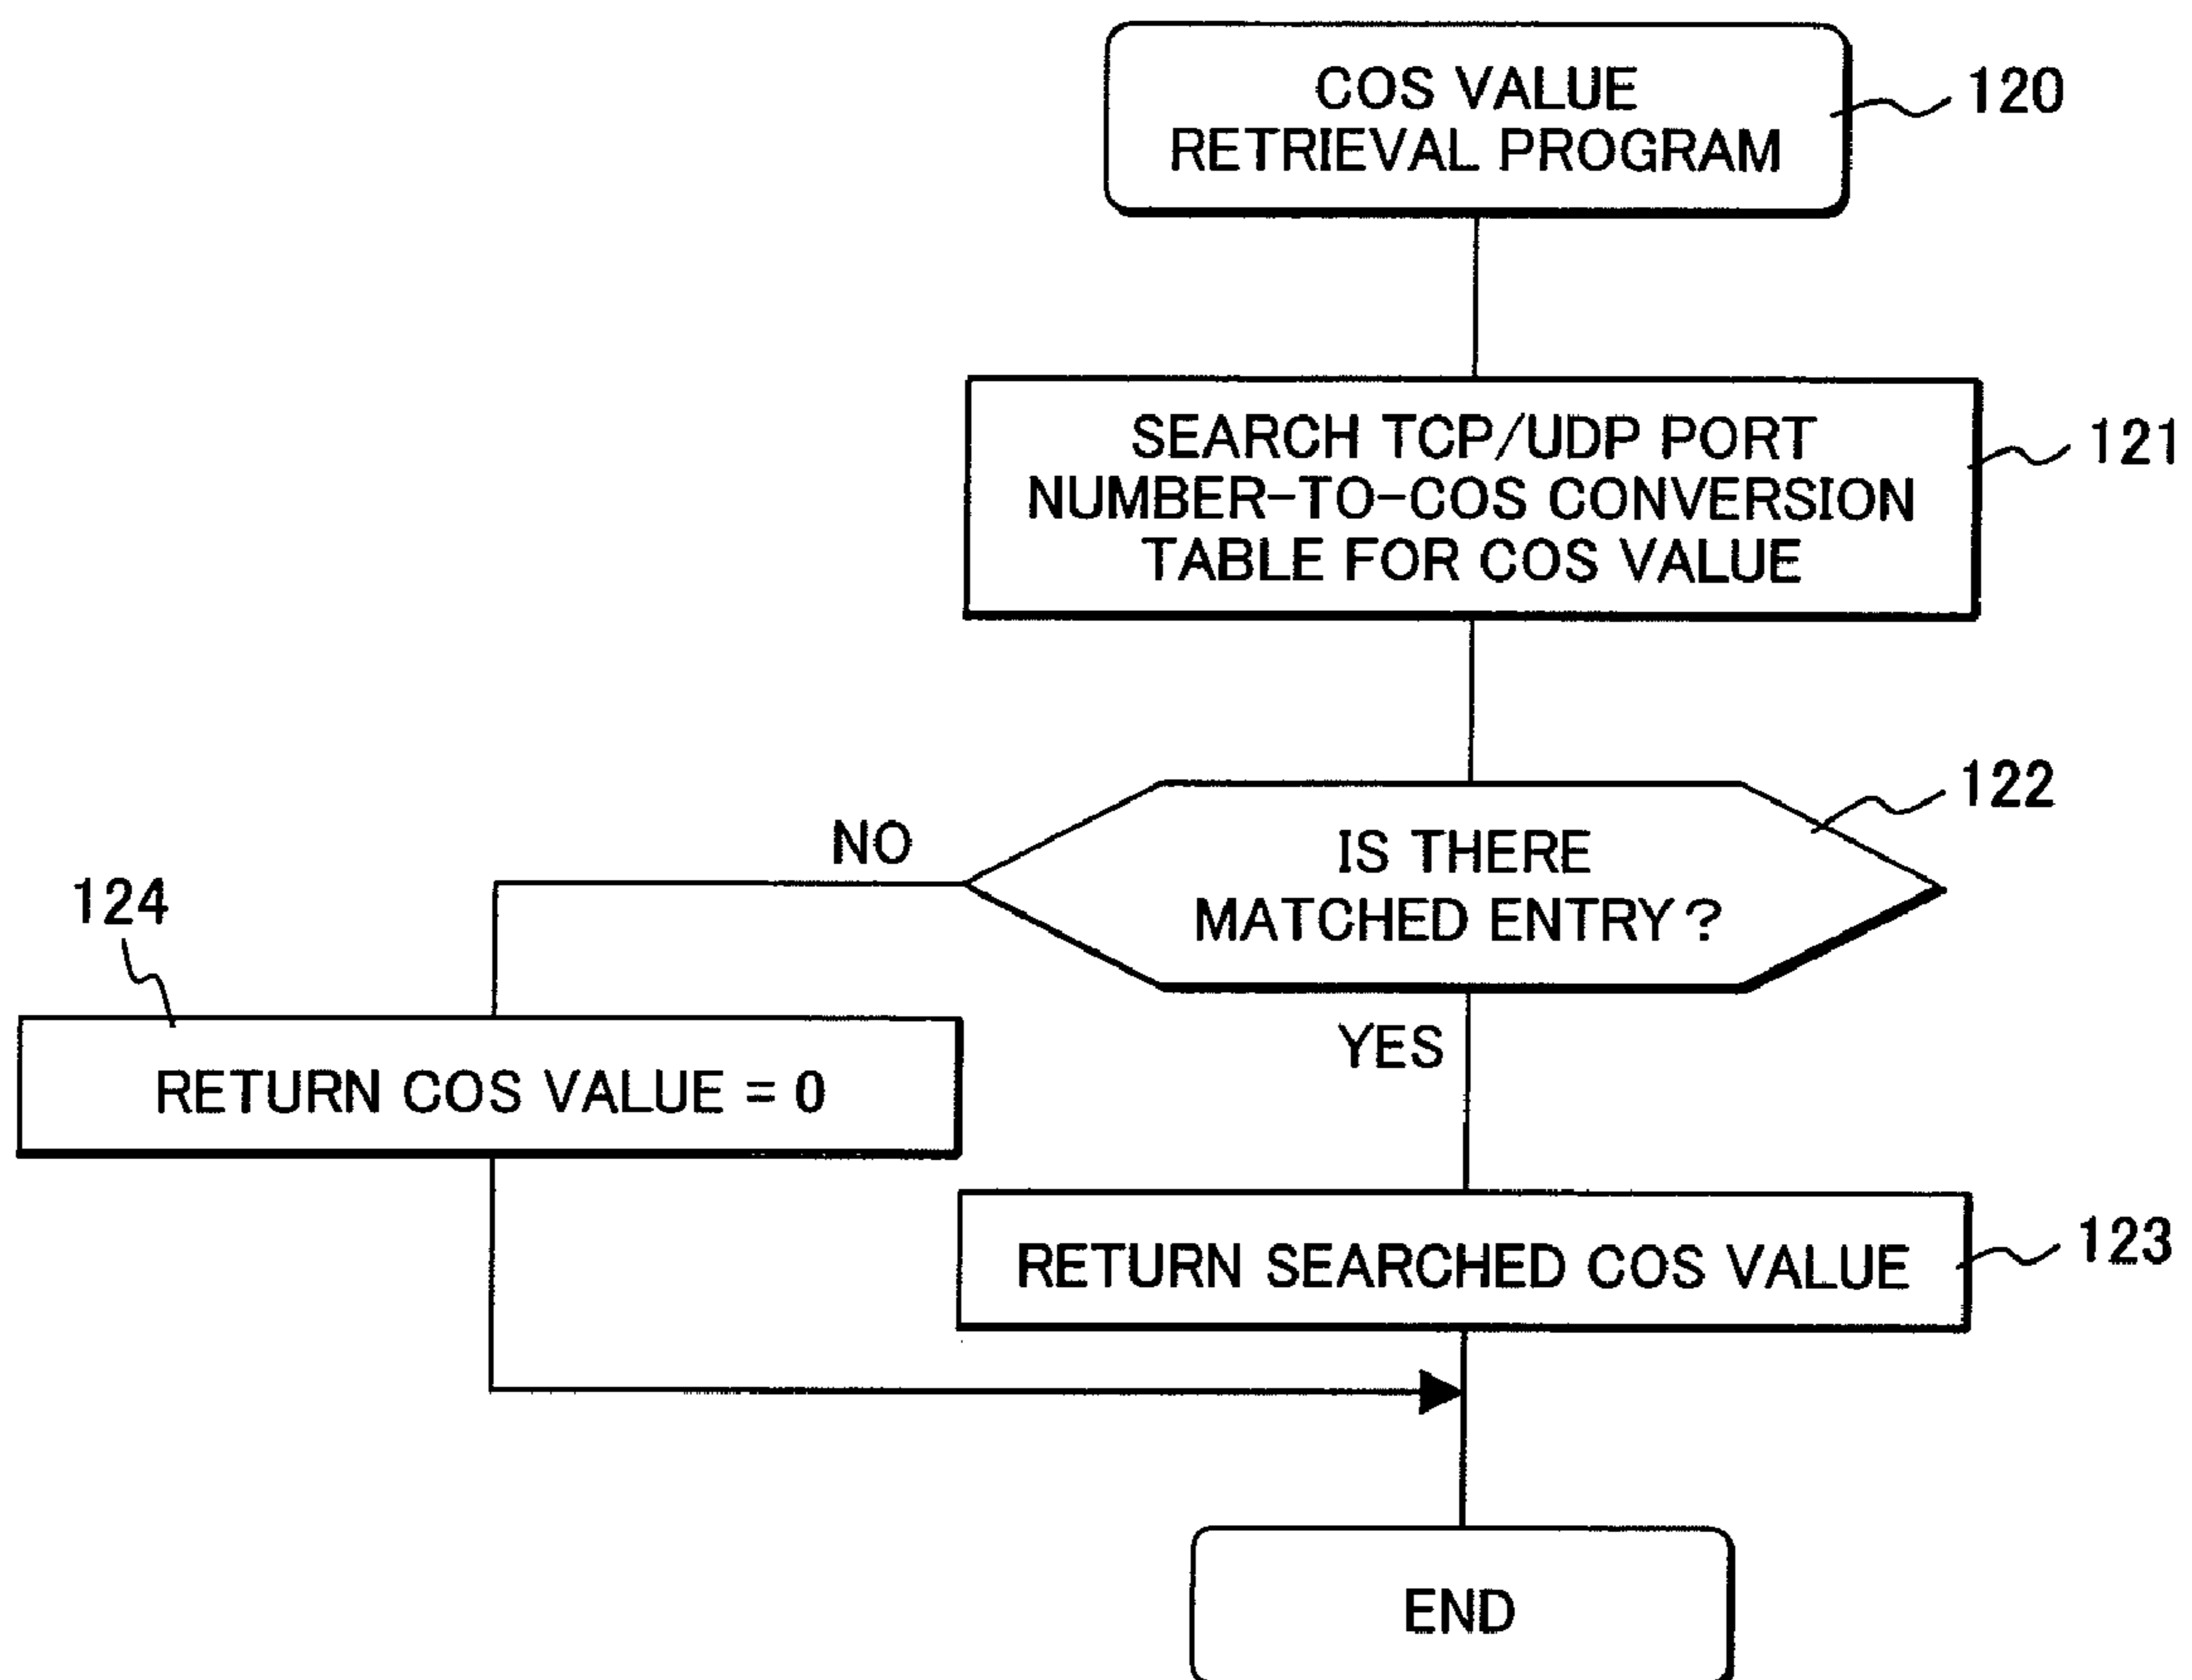 COS VALUE
RETRIEVAL PROGRAM
120
SEARCH TCP/UDP PORT
NUMBER-TO-COS CONVERSION
TABLE FOR COS VALUE
121
IS THERE
MATCHED ENTRY?
122
NO
YES
124
RETURN COS VALUE = 0
RETURN SEARCHED COS VALUE
123
END